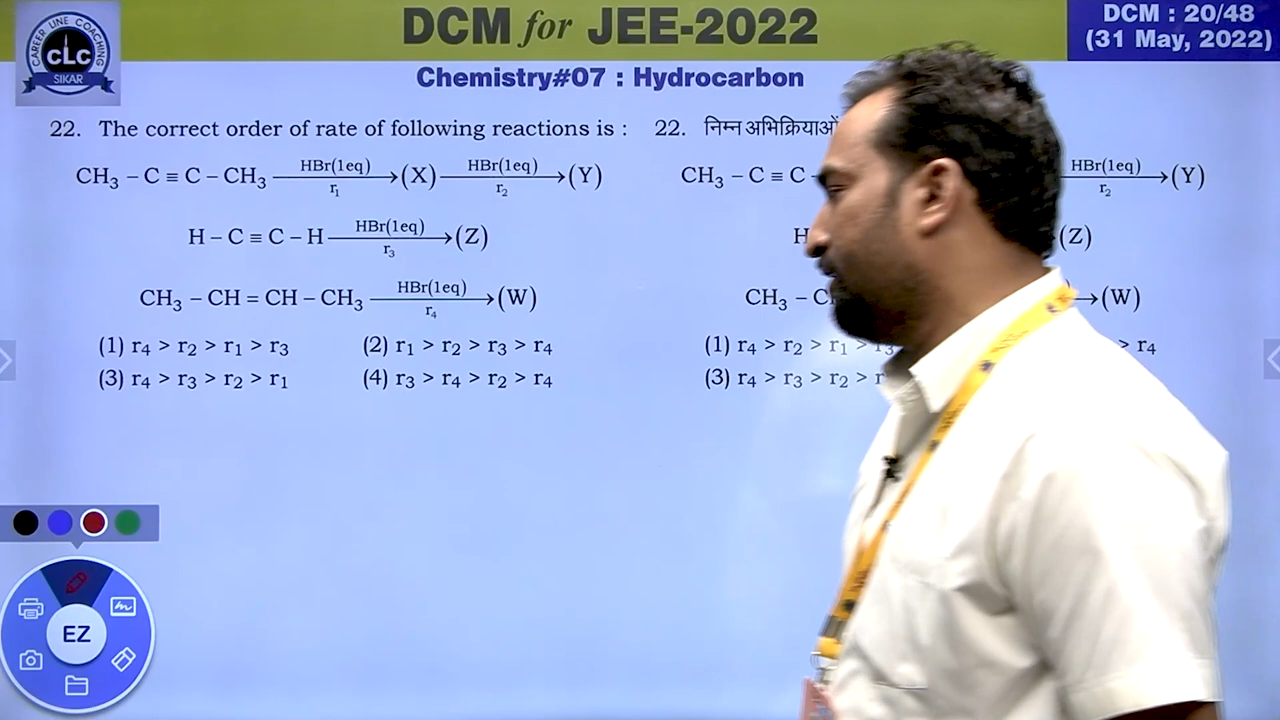 CAREER LINE COACHING
CLC
SIKAR
DCM for JEE-2022
DCM : 20/48
(31 May, 2022)
Chemistry#07 : Hydrocarbon
22. The correct order of rate of following reactions is :
CH₃ – C ≡ C – CH₃ HBr(1eq) r₁ → (X) HBr(1eq) r₂ → (Y)
H – C ≡ C – H HBr(1eq) r₃ → (Z)
CH₃ – CH = CH – CH₃ HBr(1eq) r₄ → (W)
(1) r₄ > r₂ > r₁ > r₃ (2) r₁ > r₂ > r₃ > r₄
(3) r₄ > r₃ > r₂ > r₁ (4) r₃ > r₄ > r₂ > r₄
22. निम्न अभिक्रियाओं
CH₃ – C ≡ C – HBr(1eq) r₂ → (Y)
H (Z)
CH₃ – C → (W)
(1) r₄ > r₂ > r₁ > r₃ > r₄
(3) r₄ > r₃ > r₂ > r
EZ